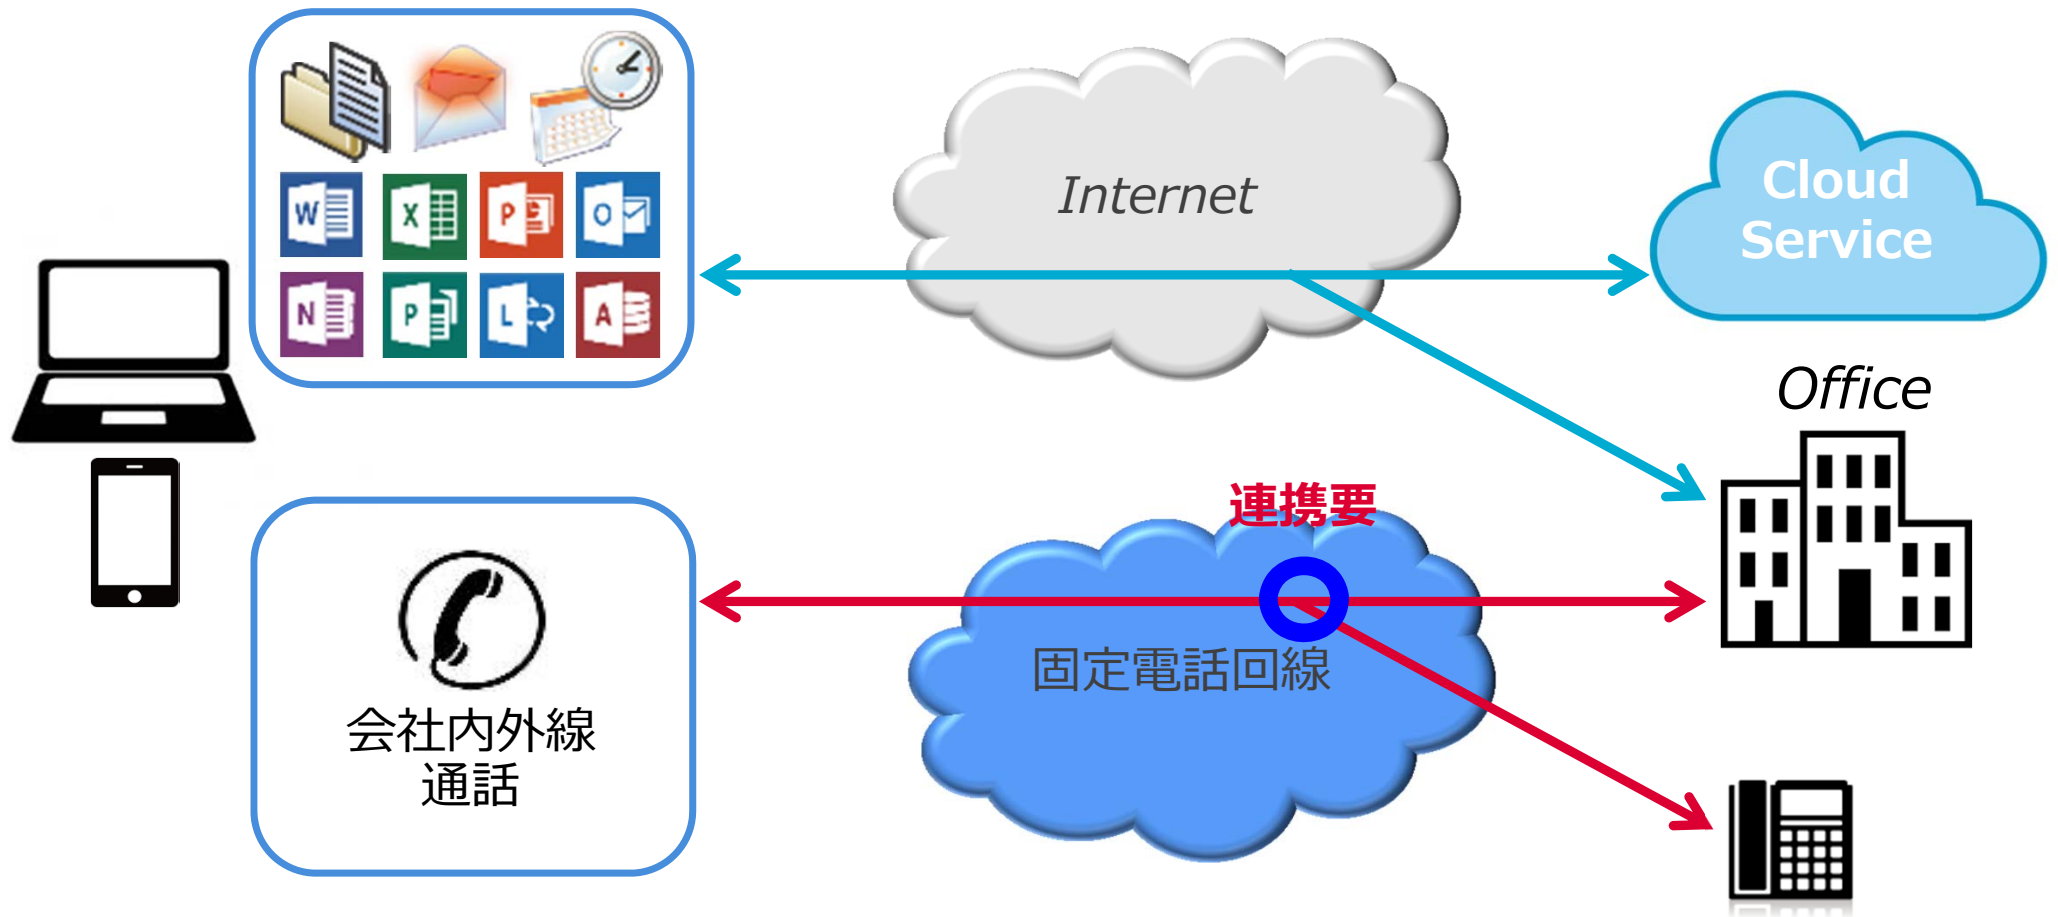 W
X
P
O
N
P
L
A
Internet
Cloud
Service
Office
連携要
固定電話回線
会社内外線
通話